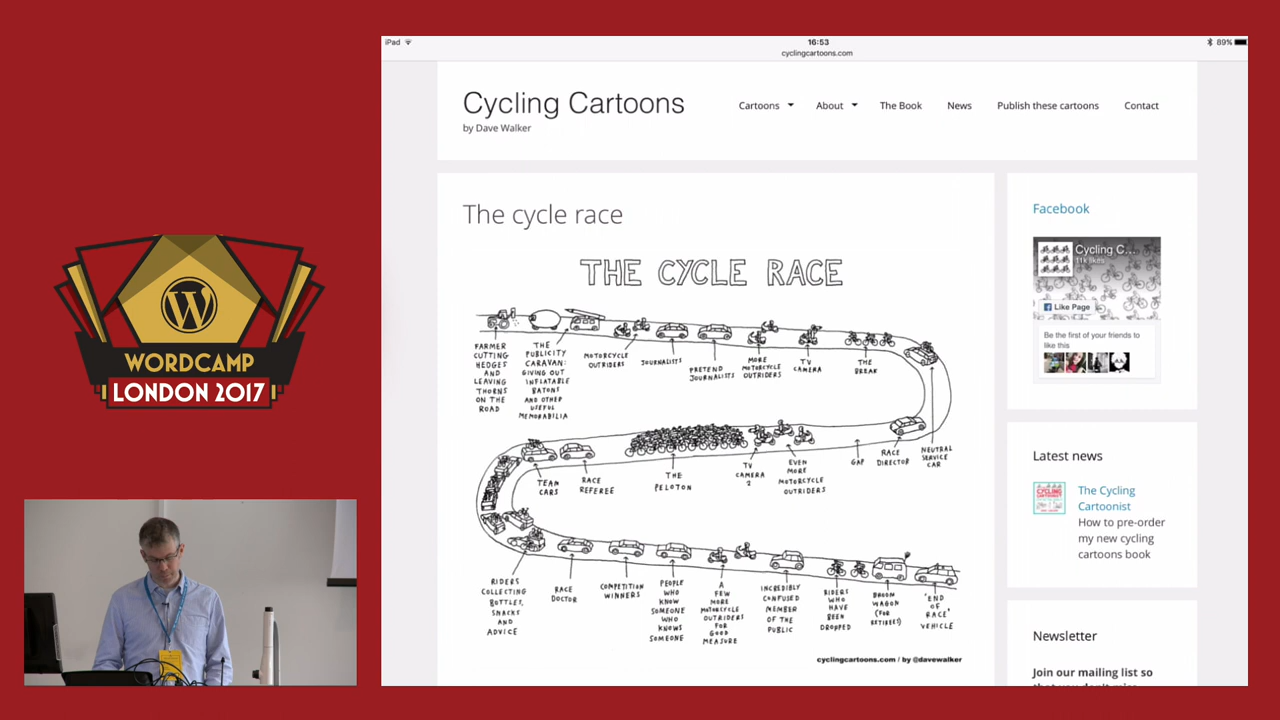 WORDCAMP
LONDON 2017
iPad
16:53
89%
cyclingcartoons.com
Cycling Cartoons
by Dave Walker
Cartoons
About
The Book
News
Publish these cartoons
Contact
The cycle race
THE CYCLE RACE
FARMER
CUTTING
HEDGES
AND
LEAVING
THORNS
ON THE
ROAD
THE
PUBLICITY
CARAVAN:
GIVING OUT
INFLATABLE
BATONS
AND OTHER
USEFUL
MEMORABILIA
MOTORCYCLE
OUTRIDERS
JOURNALISTS
PRETEND
JOURNALISTS
MORE
MOTORCYCLE
OUTRIDERS
TV
CAMERA
THE
BREAK
NEUTRAL
SERVICE
CAR
RACE
DIRECTOR
GAP
EVEN
MORE
MOTORCYCLE
OUTRIDERS
TV
CAMERA
2
THE
PELOTON
RACE
REFEREE
TEAM
CARS
RIDERS
COLLECTING
BOTTLES,
SNACKS
AND
ADVICE
RACE
DOCTOR
COMPETITION
WINNERS
PEOPLE
WHO
KNOW
SOMEONE
WHO
KNOWS
SOMEONE
A
FEW
MORE
MOTORCYCLE
OUTRIDERS
FOR
GOOD
MEASURE
INCREDIBLY
CONFUSED
MEMBER
OF THE
PUBLIC
RIDERS
WHO
HAVE
BEEN
DROPPED
BROOM
WAGON
(FOR
RETIREES)
'END
OF
RACE'
VEHICLE
cyclingcartoons.com / by @davewalker
Facebook
Cycling C...
11k likes
Like Page
Be the first of your friends to
like this
Latest news
The Cycling
Cartoonist
How to pre-order
my new cycling
cartoons book
Newsletter
Join our mailing list so